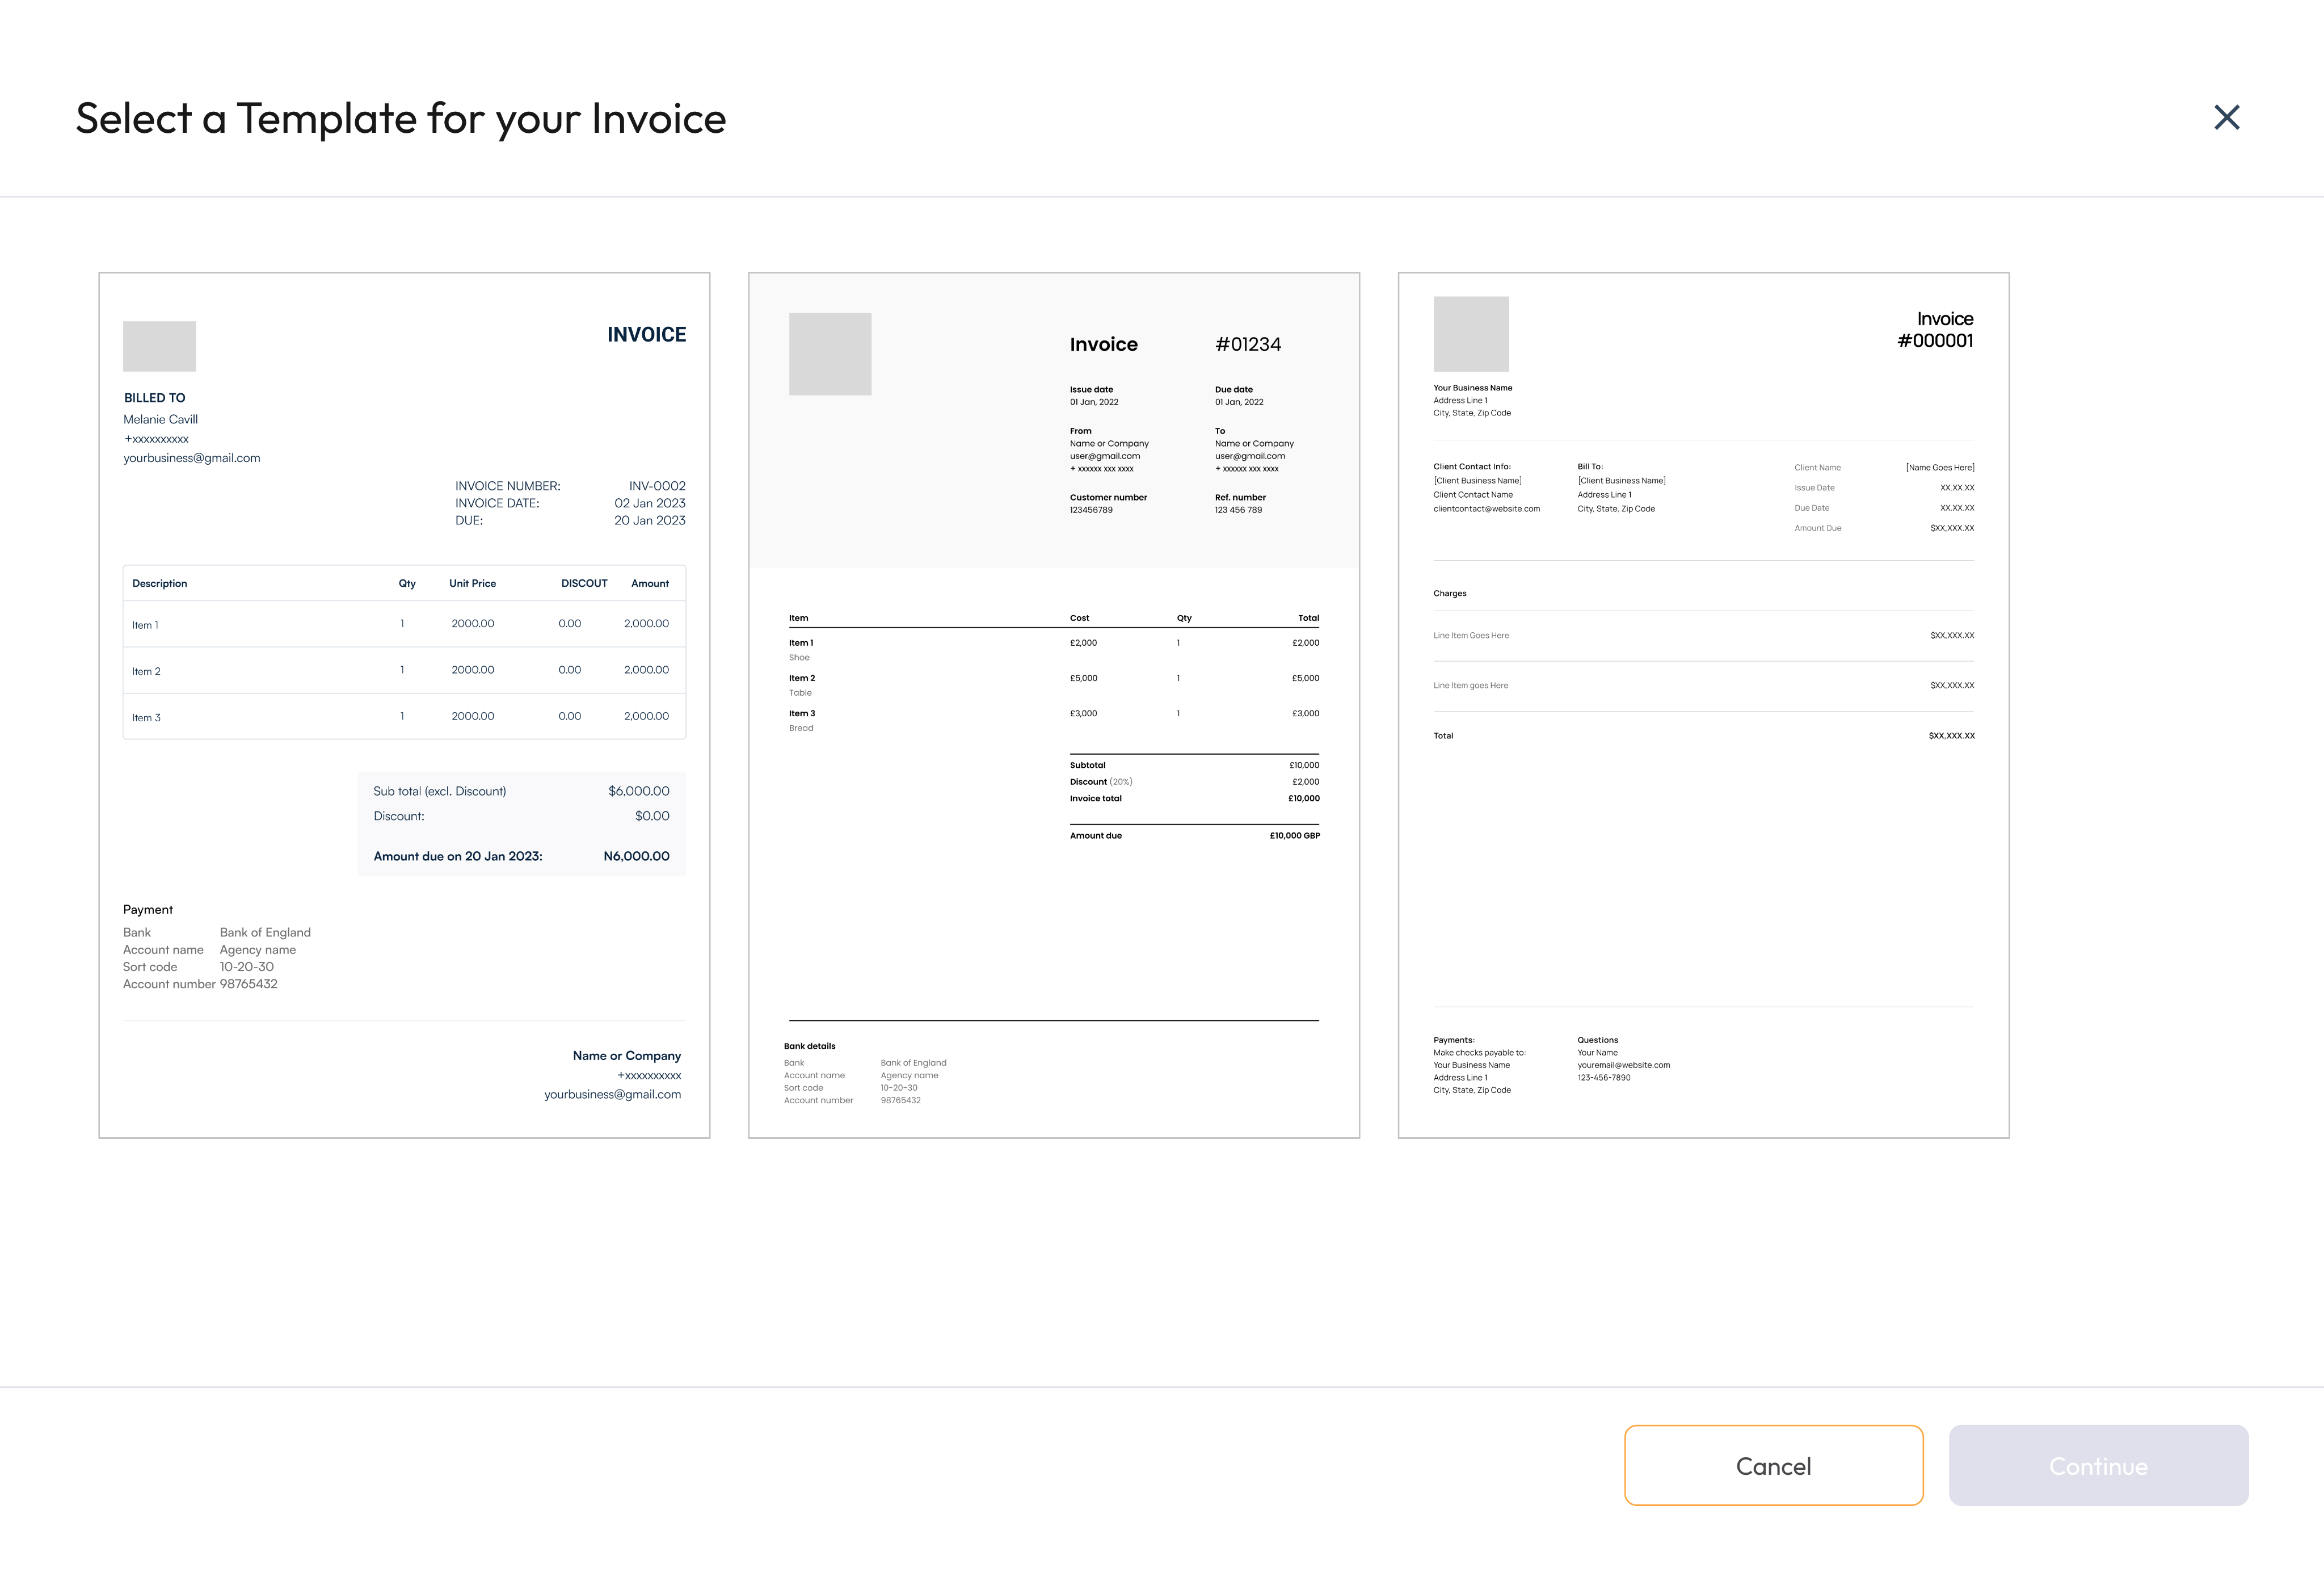 Select a Template for your Invoice
INVOICE
BILLED TO
Melanie Cavill
+xxxxxxxxxx
yourbusiness@gmail.com
INVOICE NUMBER: INV-0002
INVOICE DATE: 02 Jan 2023
DUE: 20 Jan 2023
Description Qty Unit Price DISCOUT Amount
Item 1 1 2000.00 0.00 2,000.00
Item 2 1 2000.00 0.00 2,000.00
Item 3 1 2000.00 0.00 2,000.00
Sub total (excl. Discount) $6,000.00
Discount: $0.00
Amount due on 20 Jan 2023: N6,000.00
Payment
Bank Bank of England
Account name Agency name
Sort code 10-20-30
Account number 98765432
Name or Company
+xxxxxxxxxx
yourbusiness@gmail.com
Invoice #01234
Issue date Due date
01 Jan, 2022 01 Jan, 2022
From To
Name or Company Name or Company
user@gmail.com user@gmail.com
+ xxxxxx xxx xxxx + xxxxxx xxx xxxx
Customer number Ref. number
123456789 123 456 789
Item Cost Qty Total
Item 1 £2,000 1 £2,000
Shoe
Item 2 £5,000 1 £5,000
Table
Item 3 £3,000 1 £3,000
Bread
Subtotal £10,000
Discount (20%) £2,000
Invoice total £10,000
Amount due £10,000 GBP
Bank details
Bank Bank of England
Account name Agency name
Sort code 10-20-30
Account number 98765432
Invoice
#000001
Your Business Name
Address Line 1
City, State, Zip Code
Client Contact Info:
[Client Business Name]
Client Contact Name
clientcontact@website.com
Bill To:
[Client Business Name]
Address Line 1
City, State, Zip Code
Client Name [Name Goes Here]
Issue Date XX.XX.XX
Due Date XX.XX.XX
Amount Due $XX,XXX.XX
Charges
Line Item Goes Here $XX,XXX.XX
Line Item goes Here $XX,XXX.XX
Total $XX,XXX.XX
Payments:
Make checks payable to:
Your Business Name
Address Line 1
City, State, Zip Code
Questions
Your Name
youremail@website.com
123-456-7890
Cancel
Continue